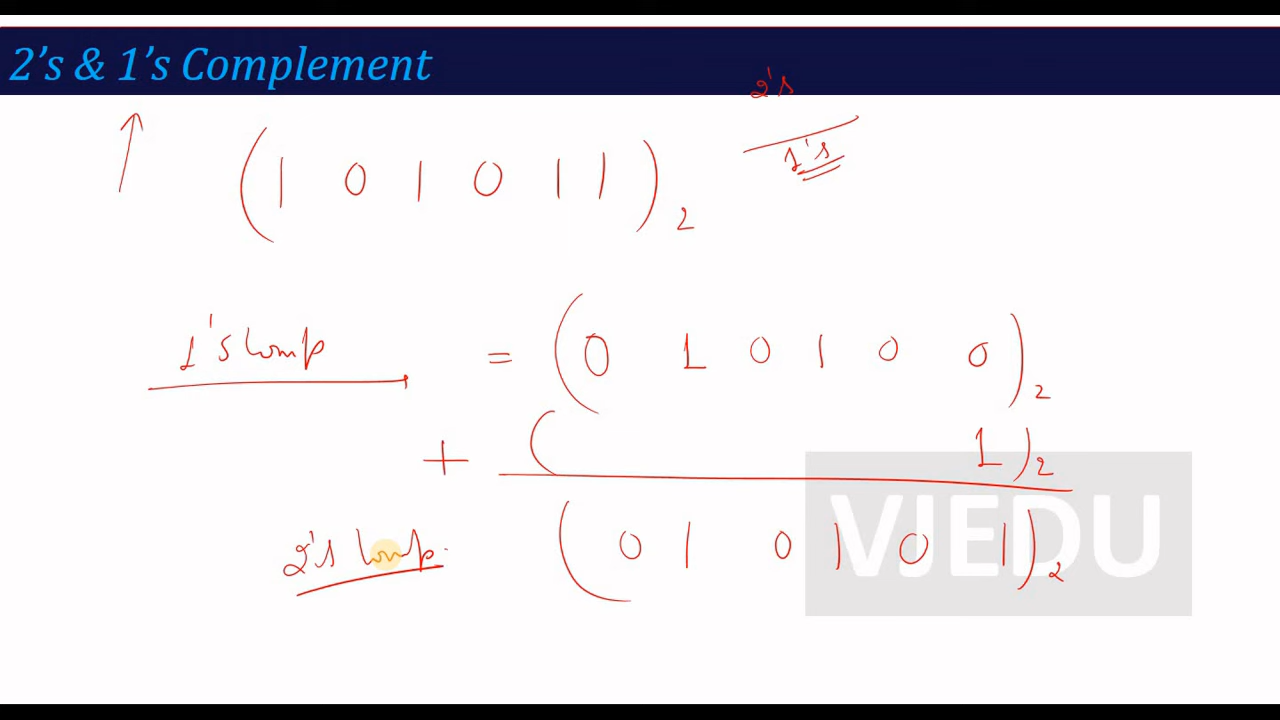 2's & 1's Complement
2's
1's
(1 0 1 0 1 1)2
1's comp = (0 1 0 1 0 0)2
+ ( 1)2
2's comp. (0 1 0 1 0 1)2
VJEDU